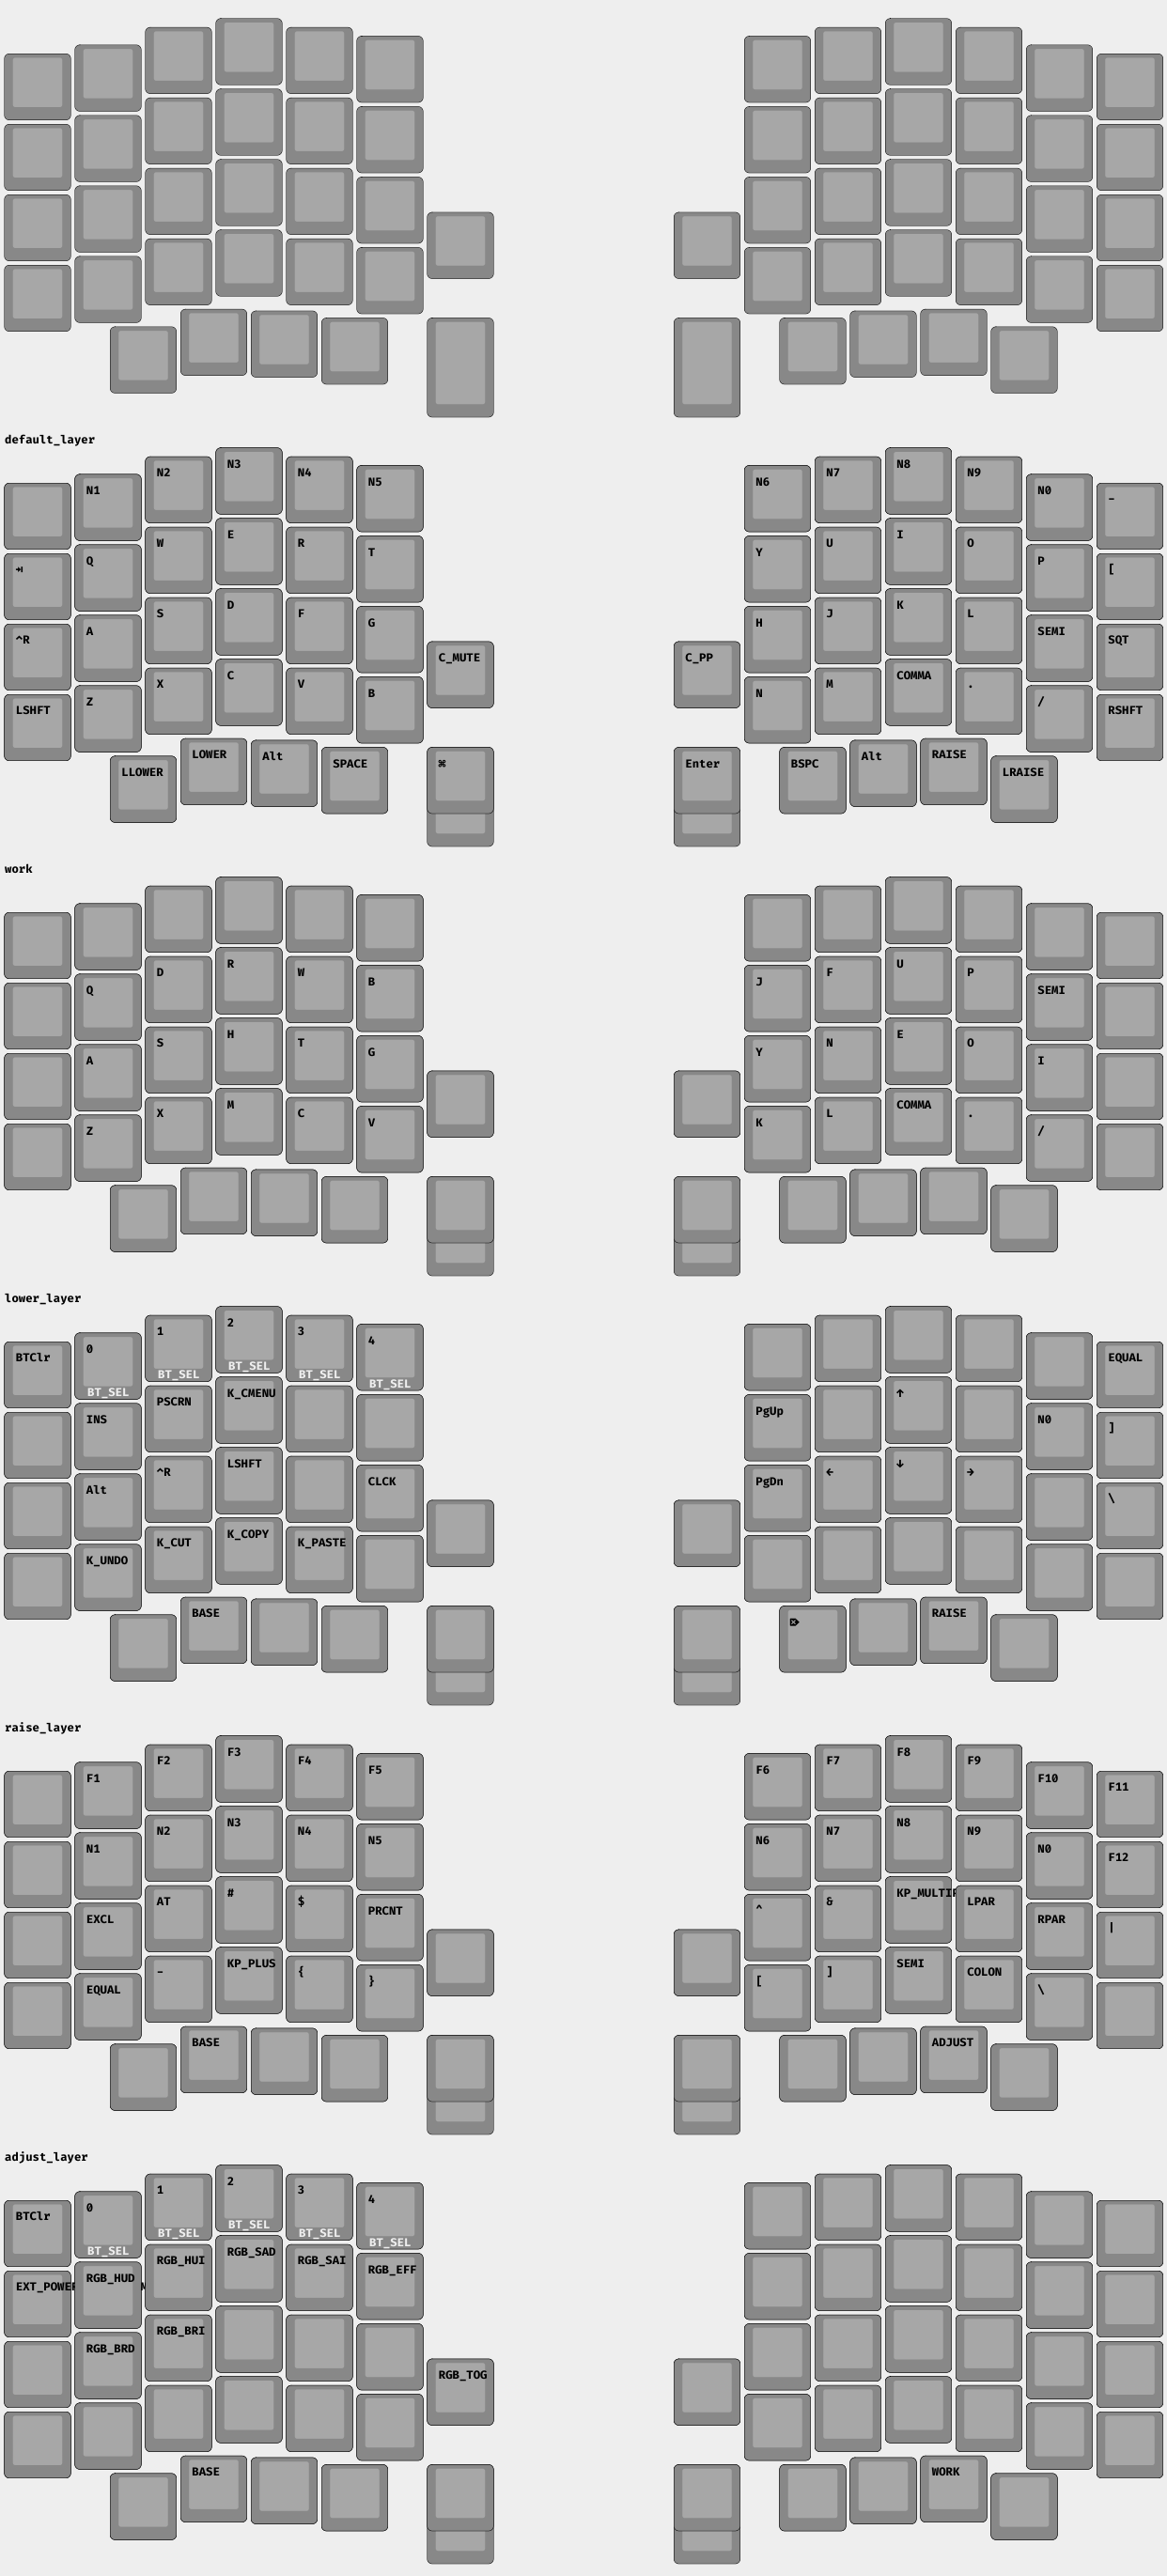 default_layer
N1 N2 N3 N4 N5 N6 N7 N8 N9 N0 -
⇥ Q W E R T Y U I O P [
^R A S D F G H J K L SEMI SQT
C_MUTE C_PP
LSHFT Z X C V B N M COMMA . / RSHFT
LLOWER LOWER Alt SPACE ⌘ Enter BSPC Alt RAISE LRAISE
work
Q D R W B J F U P SEMI
A S H T G Y N E O I
Z X M C V K L COMMA . /
lower_layer
BTClr 0 1 2 3 4 EQUAL
BT_SEL BT_SEL BT_SEL BT_SEL BT_SEL
INS PSCRN K_CMENU PgUp ↑ N0 ]
Alt ^R LSHFT CLCK PgDn ← ↓ → \
K_UNDO K_CUT K_COPY K_PASTE
BASE ⌦ RAISE
raise_layer
F1 F2 F3 F4 F5 F6 F7 F8 F9 F10 F11
N1 N2 N3 N4 N5 N6 N7 N8 N9 N0 F12
EXCL AT # $ PRCNT ^ & LPAR RPAR |
EQUAL - KP_PLUS { } [ ] SEMI COLON \
BASE ADJUST
adjust_layer
BTClr 0 1 2 3 4
BT_SEL BT_SEL BT_SEL BT_SEL BT_SEL
RGB_HUD RGB_HUI RGB_SAD RGB_SAI RGB_EFF
RGB_BRD RGB_BRI
RGB_TOG
BASE WORK